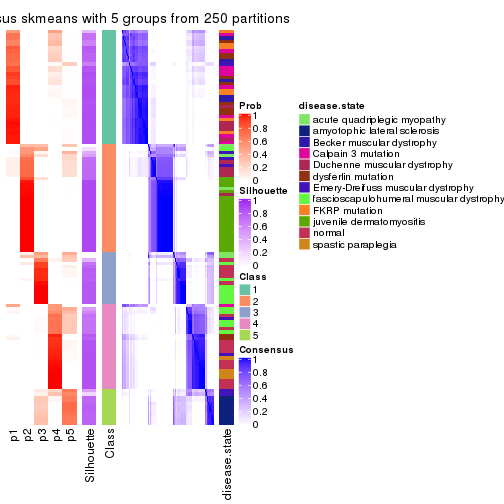 sus skmeans with 5 groups from 250 partitions
Prob
1
0.8
0.6
0.4
0.2
0
Silhouette
1
0.8
0.6
0.4
0.2
0
Class
1
2
3
4
5
Consensus
1
0.8
0.6
0.4
0.2
0
disease.state
acute quadriplegic myopathy
amyotophic lateral sclerosis
Becker muscular dystrophy
Calpain 3 mutation
Duchenne muscular dystrophy
dysferlin mutation
Emery-Dreifuss muscular dystrophy
fascioscapulohumeral muscular dystrophy
FKRP mutation
juvenile dermatomyositis
normal
spastic paraplegia
p1
p2
p3
p4
p5
Silhouette
Class
disease.state